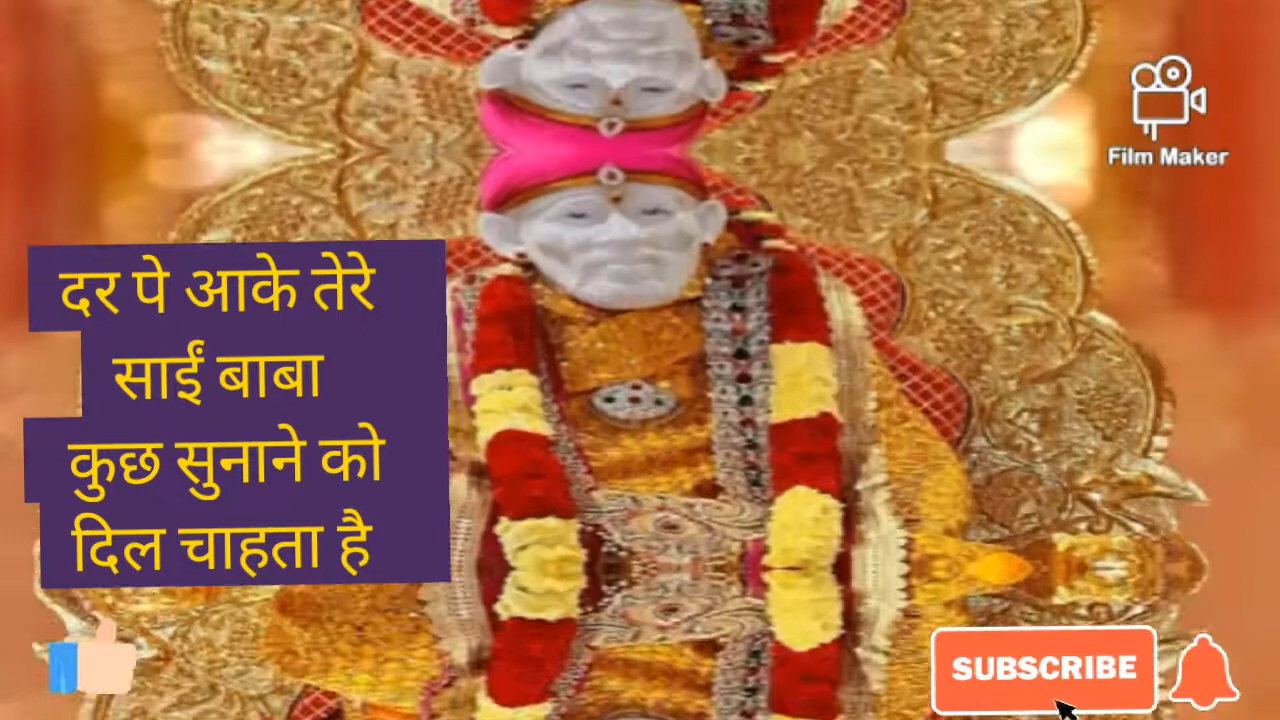 Film Maker
दर पे आके तेरे
साईं बाबा
कुछ सुनाने को
दिल चाहता है
SUBSCRIBE